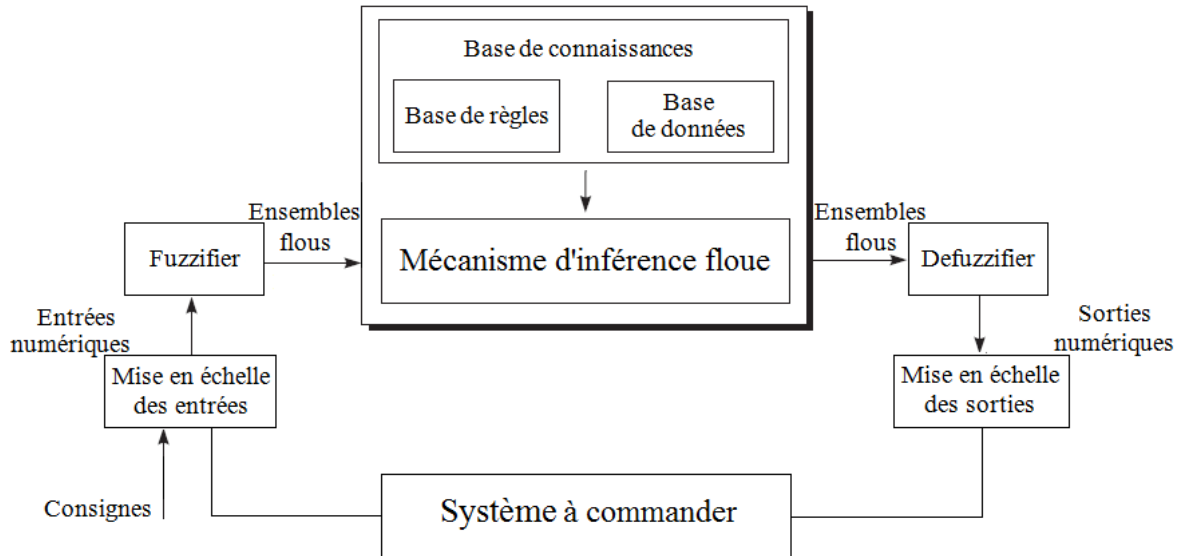 Base de connaissances
Base de règles
Base
de données
Ensembles
flous
Ensembles
flous
Fuzzifier
Mécanisme d'inférence floue
Defuzzifier
Entrées
numériques
Sorties
numériques
Mise en échelle
des entrées
Mise en échelle
des sorties
Consignes
Système à commander